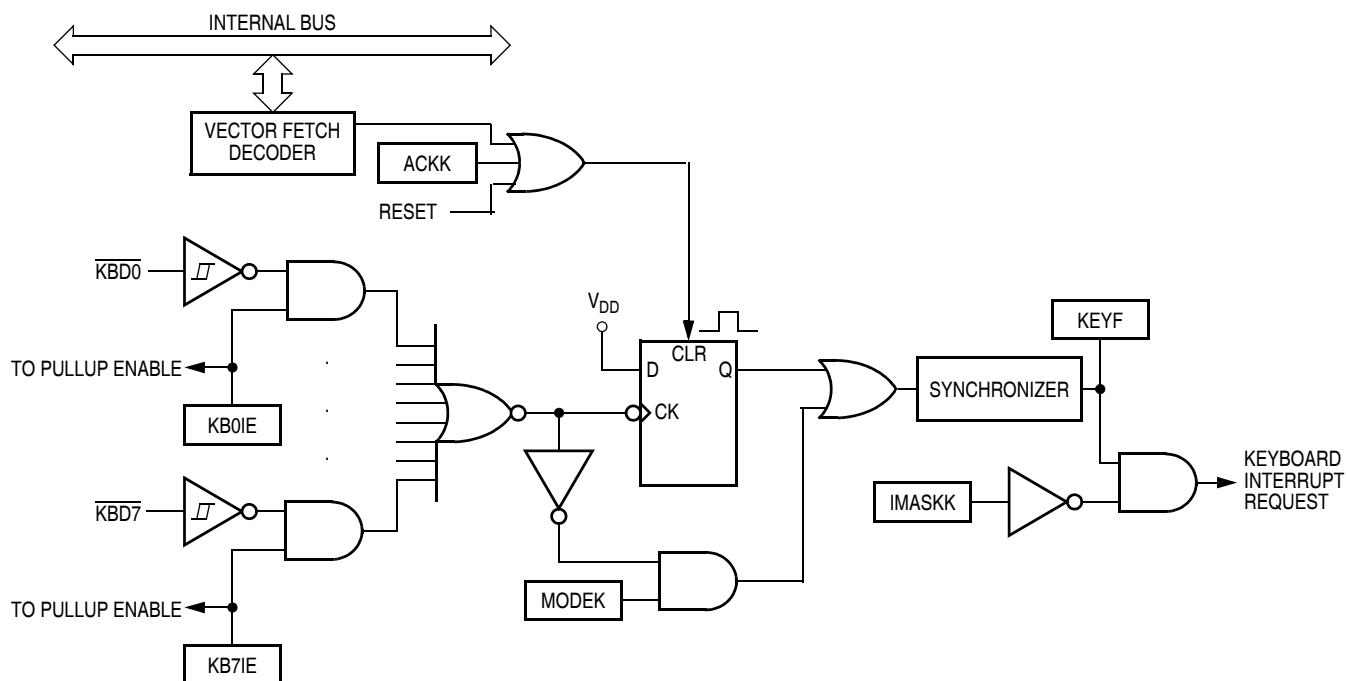 INTERNAL BUS
VECTOR FETCH
DECODER
ACKK
RESET
KBD0
VDD
KEYF
CLR
D
Q
TO PULLUP ENABLE
SYNCHRONIZER
CK
KB0IE
KEYBOARD
INTERRUPT
REQUEST
IMASKK
KBD7
MODEK
TO PULLUP ENABLE
KB7IE